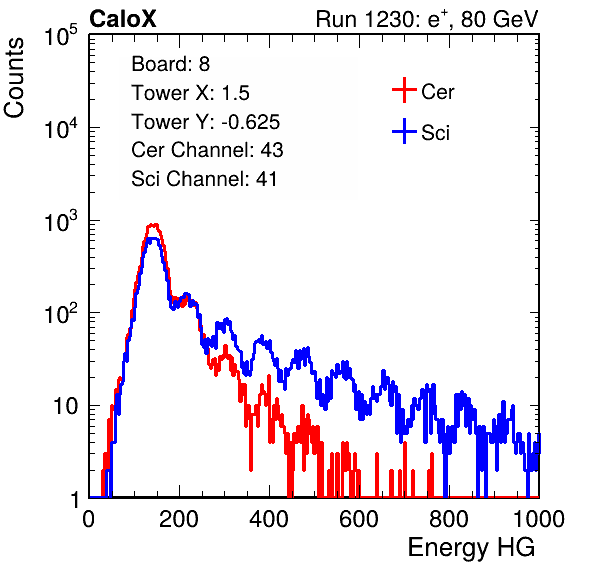 CaloX Run 1230: e⁺, 80 GeV
Counts
10⁵
10⁴
10³
10²
10
1
Board: 8
Tower X: 1.5
Tower Y: -0.625
Cer Channel: 43
Sci Channel: 41
Cer
Sci
0 200 400 600 800 1000
Energy HG